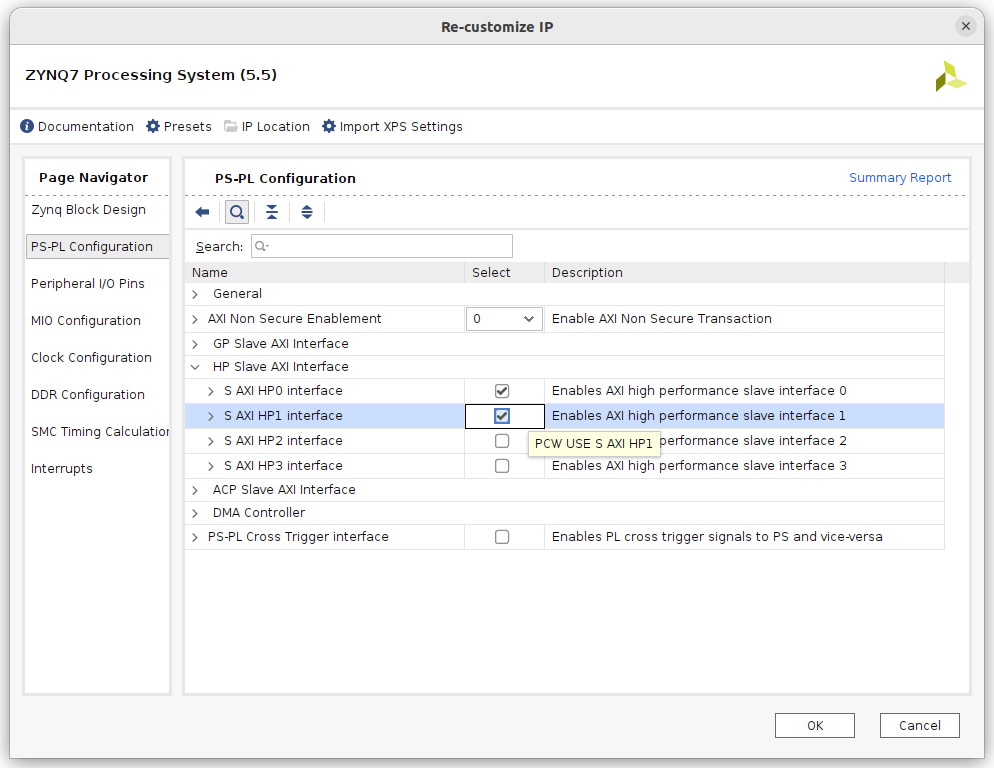 Re-customize IP
ZYNQ7 Processing System (5.5)
Documentation Presets IP Location Import XPS Settings
Page Navigator
Zynq Block Design
PS-PL Configuration
Peripheral I/O Pins
MIO Configuration
Clock Configuration
DDR Configuration
SMC Timing Calculation
Interrupts
PS-PL Configuration Summary Report
Search:
Name Select Description
General
AXI Non Secure Enablement 0 Enable AXI Non Secure Transaction
GP Slave AXI Interface
HP Slave AXI Interface
S AXI HP0 interface Enables AXI high performance slave interface 0
S AXI HP1 interface Enables AXI high performance slave interface 1
S AXI HP2 interface PCW USE S AXI HP1 performance slave interface 2
S AXI HP3 interface Enables AXI high performance slave interface 3
ACP Slave AXI Interface
DMA Controller
PS-PL Cross Trigger interface Enables PL cross trigger signals to PS and vice-versa
OK Cancel